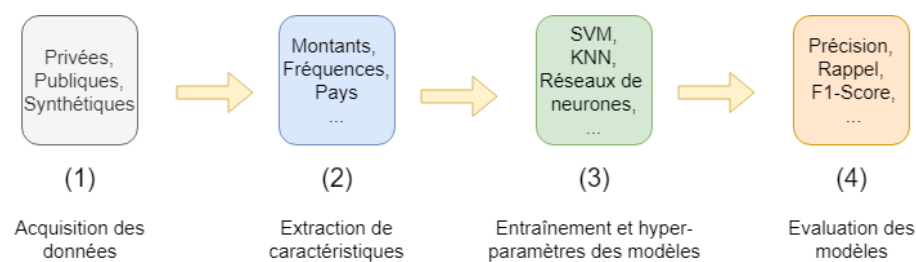 Privées,
Publiques,
Synthétiques
Montants,
Fréquences,
Pays
...
SVM,
KNN,
Réseaux de
neurones,
...
Précision,
Rappel,
F1-Score,
...
(1)
(2)
(3)
(4)
Acquisition des
données
Extraction de
caractéristiques
Entraînement et hyper-
paramètres des modèles
Evaluation des
modèles